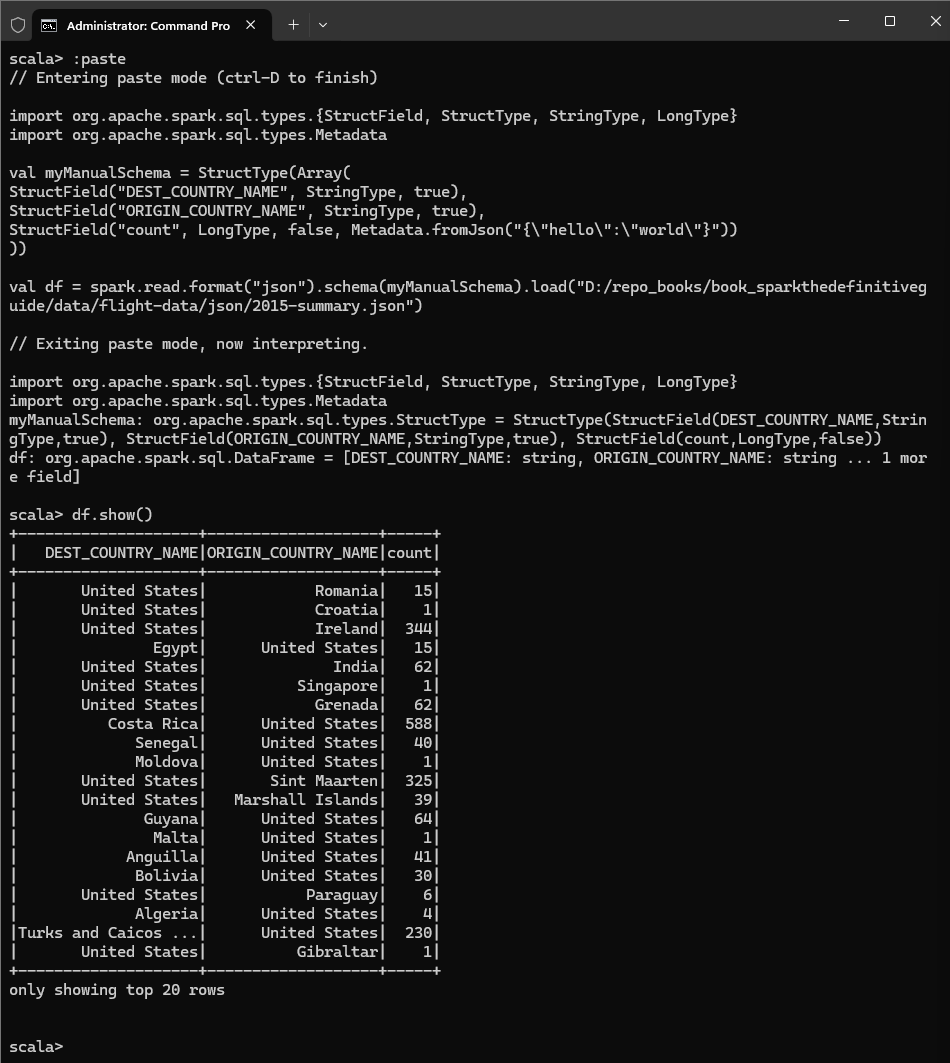 Administrator: Command Pro
scala> :paste
// Entering paste mode (ctrl-D to finish)
import org.apache.spark.sql.types.{StructField, StructType, StringType, LongType}
import org.apache.spark.sql.types.Metadata
val myManualSchema = StructType(Array(
StructField("DEST_COUNTRY_NAME", StringType, true),
StructField("ORIGIN_COUNTRY_NAME", StringType, true),
StructField("count", LongType, false, Metadata.fromJson("{\"hello\":\"world\"}"))
))
val df = spark.read.format("json").schema(myManualSchema).load("D:/repo_books/book_sparkthedefinitiveg
uide/data/flight-data/json/2015-summary.json")
// Exiting paste mode, now interpreting.
import org.apache.spark.sql.types.{StructField, StructType, StringType, LongType}
import org.apache.spark.sql.types.Metadata
myManualSchema: org.apache.spark.sql.types.StructType = StructType(StructField(DEST_COUNTRY_NAME,Strin
gType,true), StructField(ORIGIN_COUNTRY_NAME,StringType,true), StructField(count,LongType,false))
df: org.apache.spark.sql.DataFrame = [DEST_COUNTRY_NAME: string, ORIGIN_COUNTRY_NAME: string ... 1 mor
e field]
scala> df.show()
+--------------------+-------------------+-----+
|   DEST_COUNTRY_NAME|ORIGIN_COUNTRY_NAME|count|
+--------------------+-------------------+-----+
|       United States|            Romania|   15|
|       United States|            Croatia|    1|
|       United States|            Ireland|  344|
|               Egypt|      United States|   15|
|       United States|              India|   62|
|       United States|          Singapore|    1|
|       United States|            Grenada|   62|
|          Costa Rica|      United States|  588|
|             Senegal|      United States|   40|
|             Moldova|      United States|    1|
|       United States|       Sint Maarten|  325|
|       United States|   Marshall Islands|   39|
|              Guyana|      United States|   64|
|               Malta|      United States|    1|
|            Anguilla|      United States|   41|
|             Bolivia|      United States|   30|
|       United States|           Paraguay|    6|
|             Algeria|      United States|    4|
|Turks and Caicos ...|      United States|  230|
|       United States|          Gibraltar|    1|
+--------------------+-------------------+-----+
only showing top 20 rows
scala>